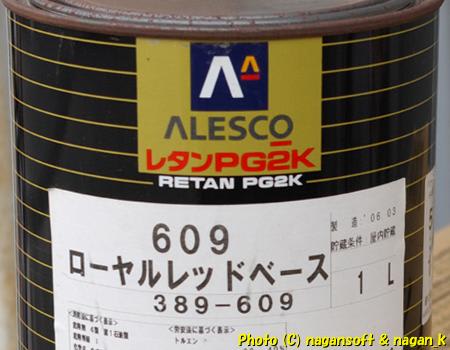 ALESCO
レタンPG2K
RETAN PG2K
609
ローヤルレッドベース
389-609
製 造:'06 03
貯蔵条件:屋内貯蔵
1 L
トルエン
Photo (C) nagansoft & nagan_k